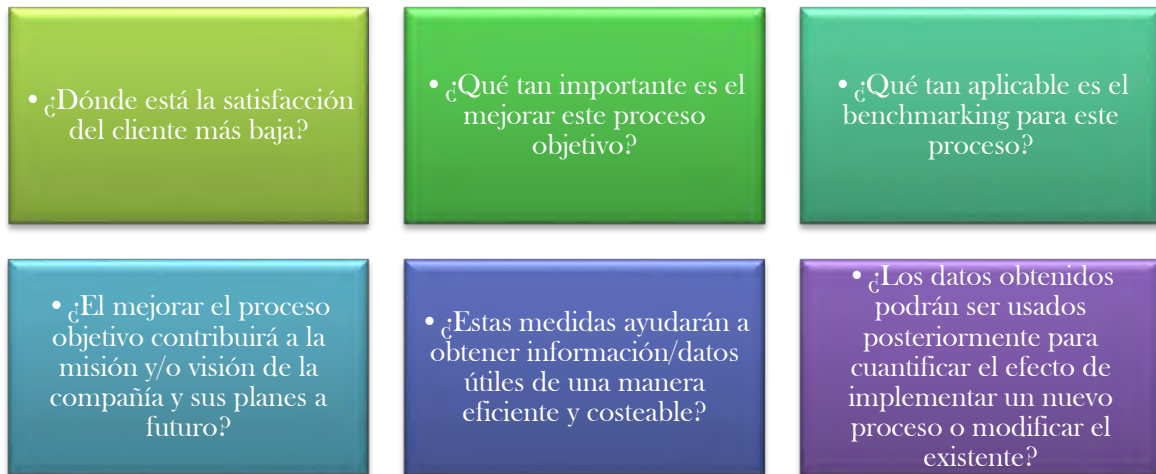 • ¿Dónde está la satisfacción
del cliente más baja?
• ¿Qué tan importante es el
mejorar este proceso
objetivo?
• ¿Qué tan aplicable es el
benchmarking para este
proceso?
• ¿El mejorar el proceso
objetivo contribuirá a la
misión y/o visión de la
compañía y sus planes a
futuro?
• ¿Estas medidas ayudarán a
obtener información/datos
útiles de una manera
eficiente y costeable?
• ¿Los datos obtenidos
podrán ser usados
posteriormente para
cuantificar el efecto de
implementar un nuevo
proceso o modificar el
existente?